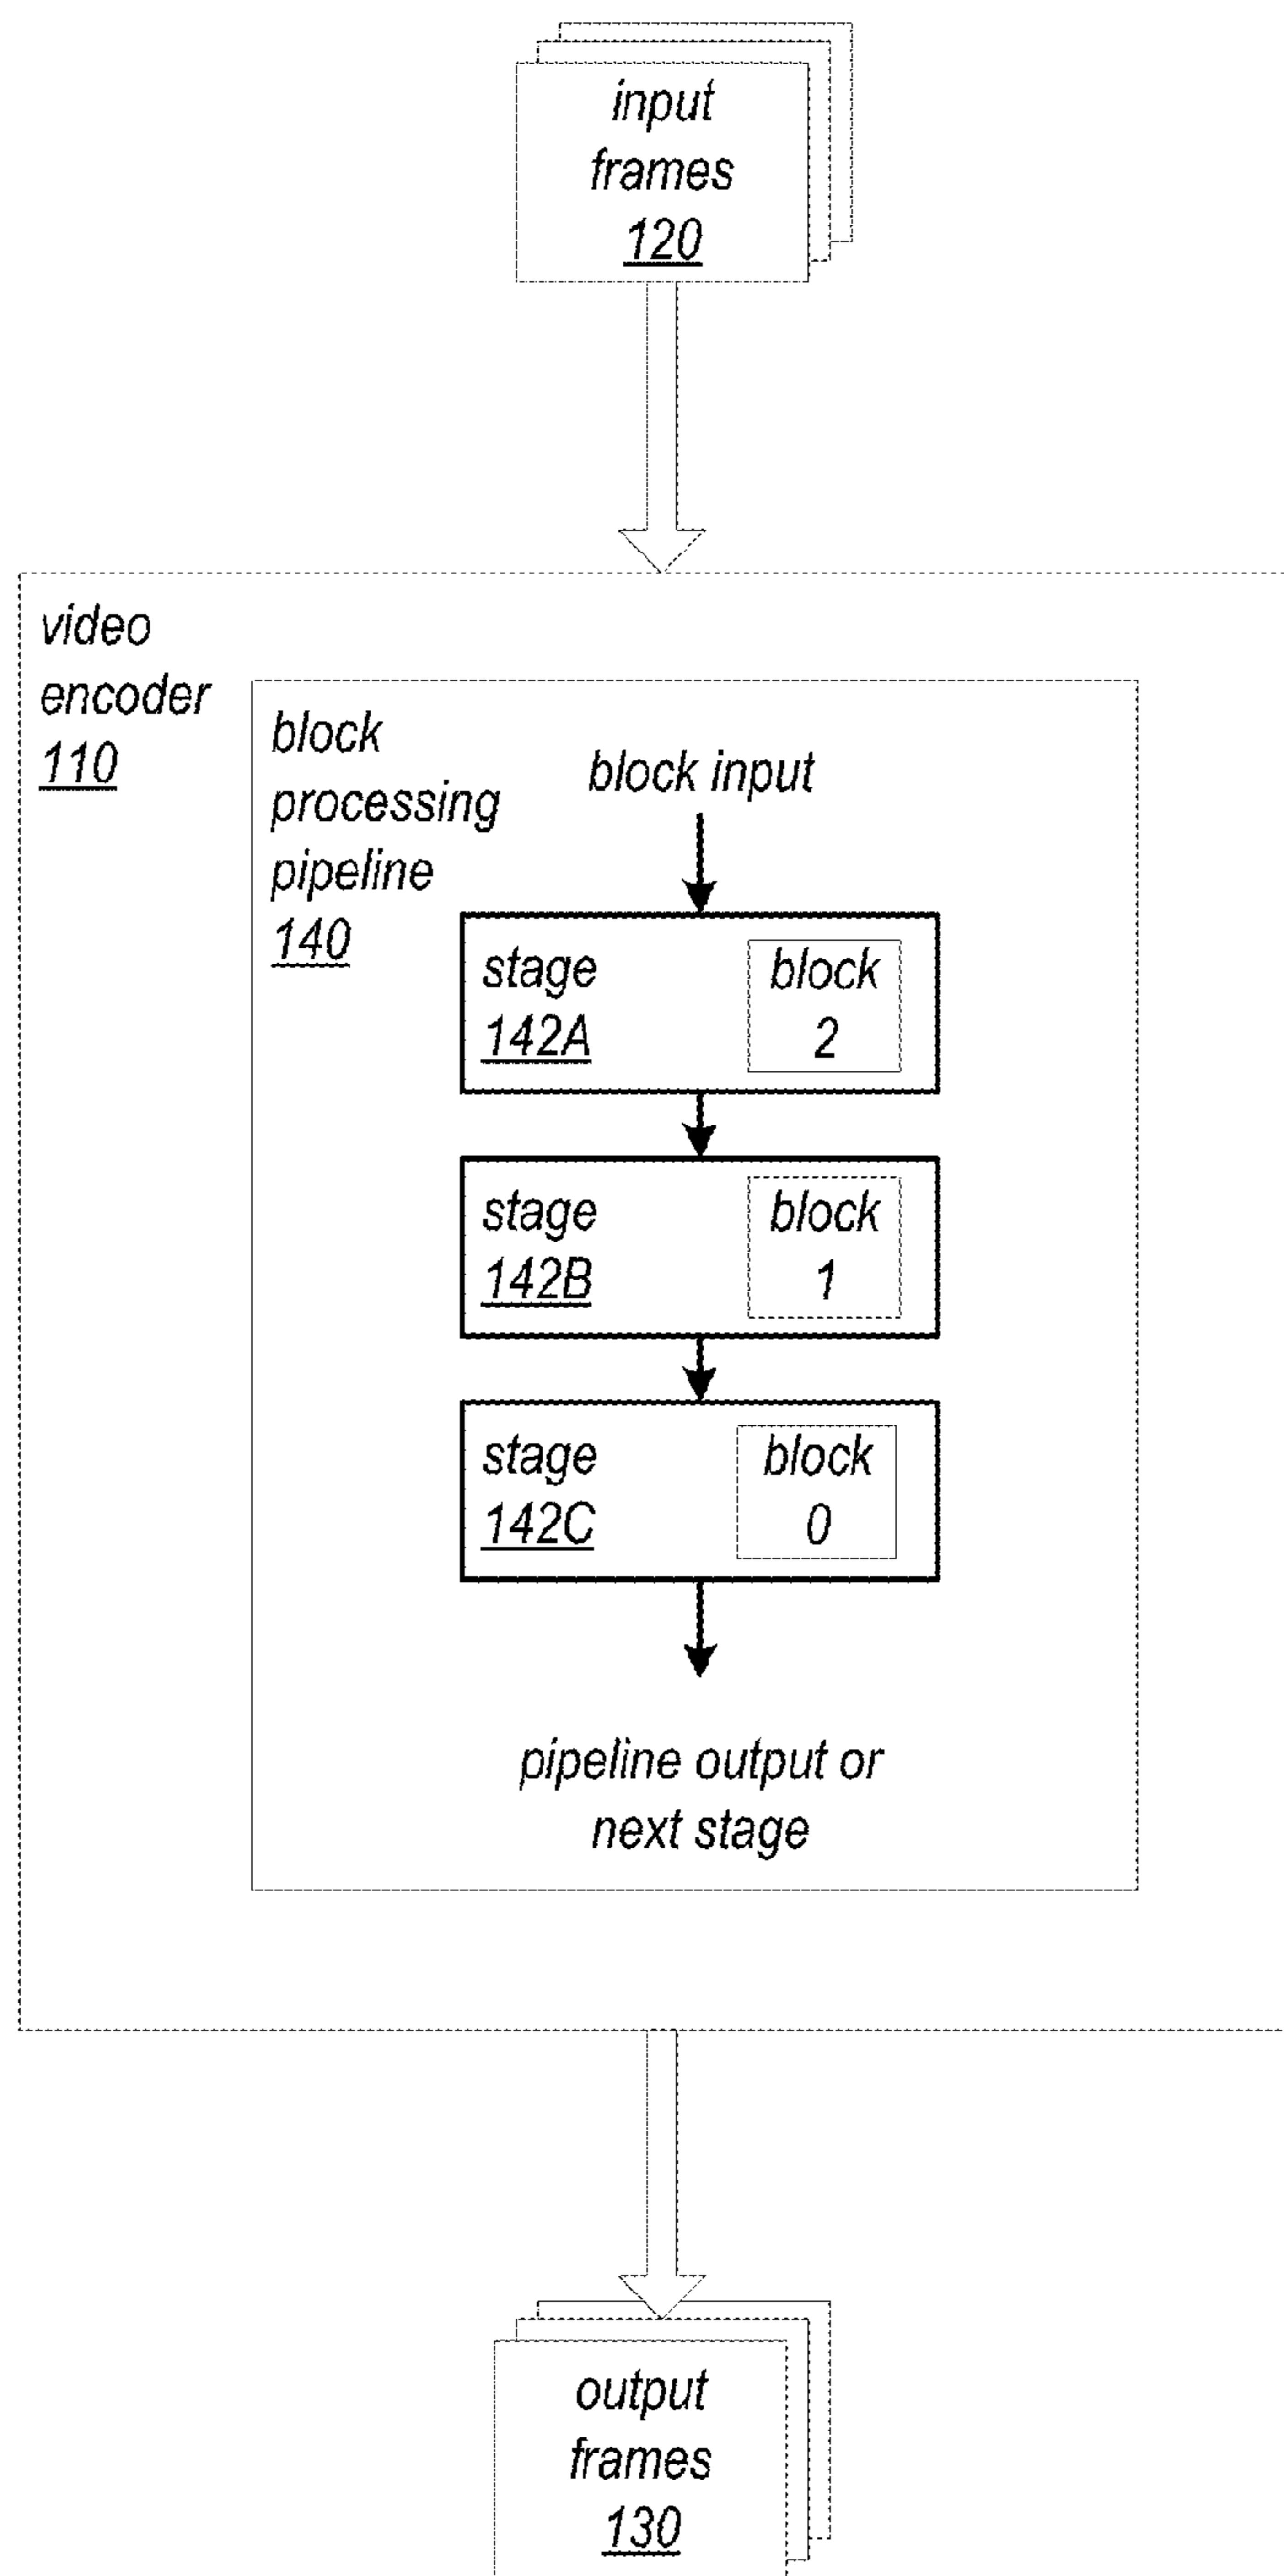 input
frames
120
video
encoder
110
block
processing
pipeline
140
block input
stage
142A
block
2
stage
142B
block
1
stage
142C
block
0
pipeline output or
next stage
output
frames
130